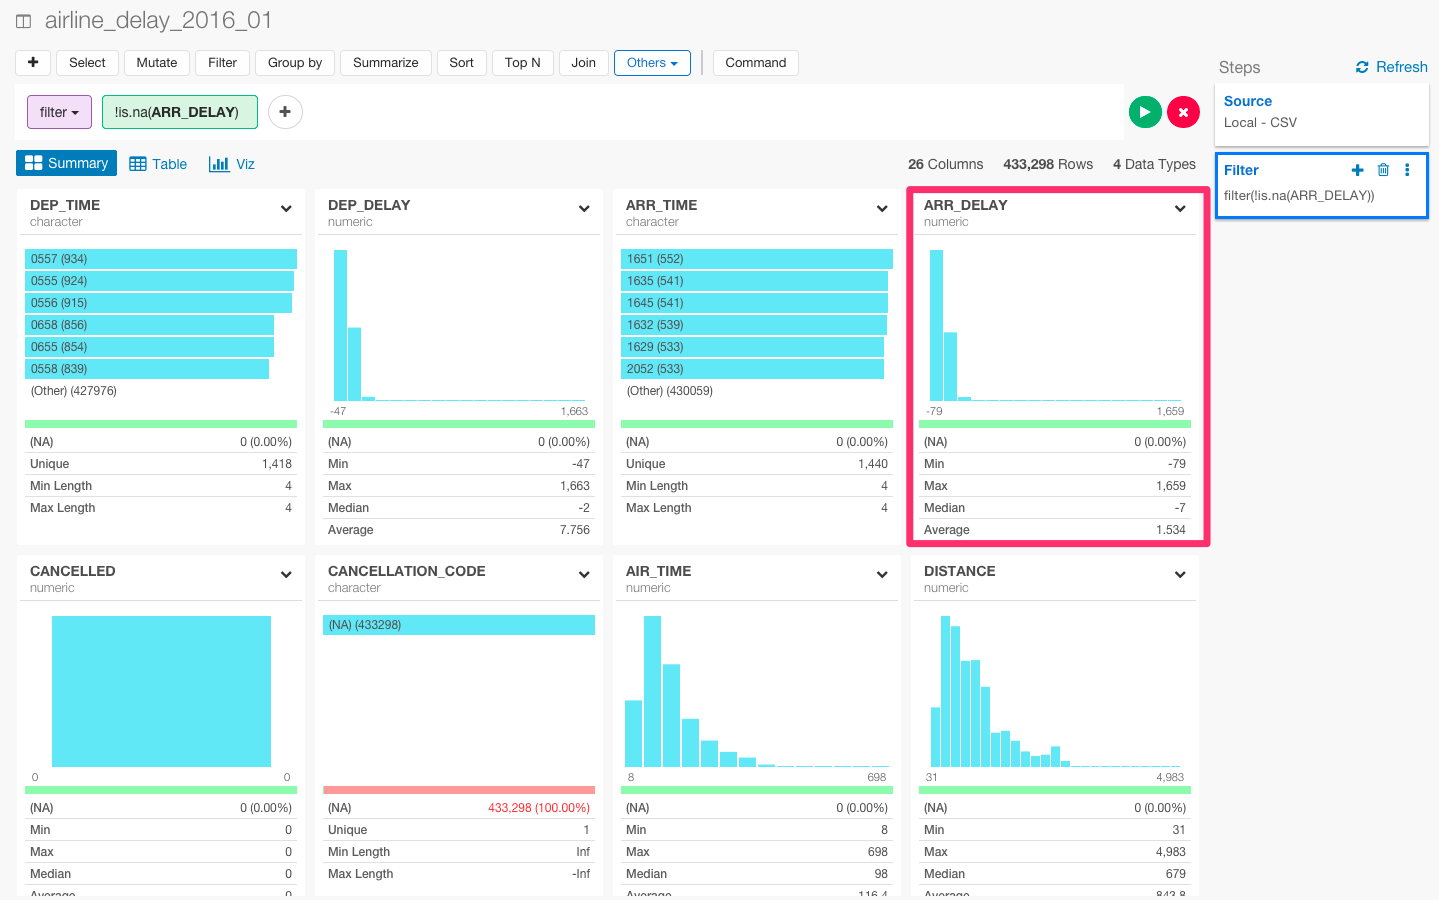 airline_delay_2016_01
Select Mutate Filter Group by Summarize Sort Top N Join Others Command
Steps Refresh
filter !is.na(ARR_DELAY)
Source
Local - CSV
Summary Table Viz 26 Columns 433,298 Rows 4 Data Types
Filter
filter(!is.na(ARR_DELAY))
DEP_TIME
character
0557 (934)
0555 (924)
0556 (915)
0658 (856)
0655 (854)
0558 (839)
(Other) (427976)
(NA) 0 (0.00%)
Unique 1,418
Min Length 4
Max Length 4
DEP_DELAY
numeric
-47 1,663
(NA) 0 (0.00%)
Min -47
Max 1,663
Median -2
Average 7.756
ARR_TIME
character
1651 (552)
1635 (541)
1645 (541)
1632 (539)
1629 (533)
2052 (533)
(Other) (430059)
(NA) 0 (0.00%)
Unique 1,440
Min Length 4
Max Length 4
ARR_DELAY
numeric
-79 1,659
(NA) 0 (0.00%)
Min -79
Max 1,659
Median -7
Average 1.534
CANCELLED
numeric
0 0
(NA) 0 (0.00%)
Min 0
Max 0
Median 0
Average 0
CANCELLATION_CODE
character
(NA) (433298)
(NA) 433,298 (100.00%)
Unique 1
Min Length Inf
Max Length -Inf
AIR_TIME
numeric
8 698
(NA) 0 (0.00%)
Min 8
Max 698
Median 98
Average 116.4
DISTANCE
numeric
31 4,983
(NA) 0 (0.00%)
Min 31
Max 4,983
Median 679
Average 843.8